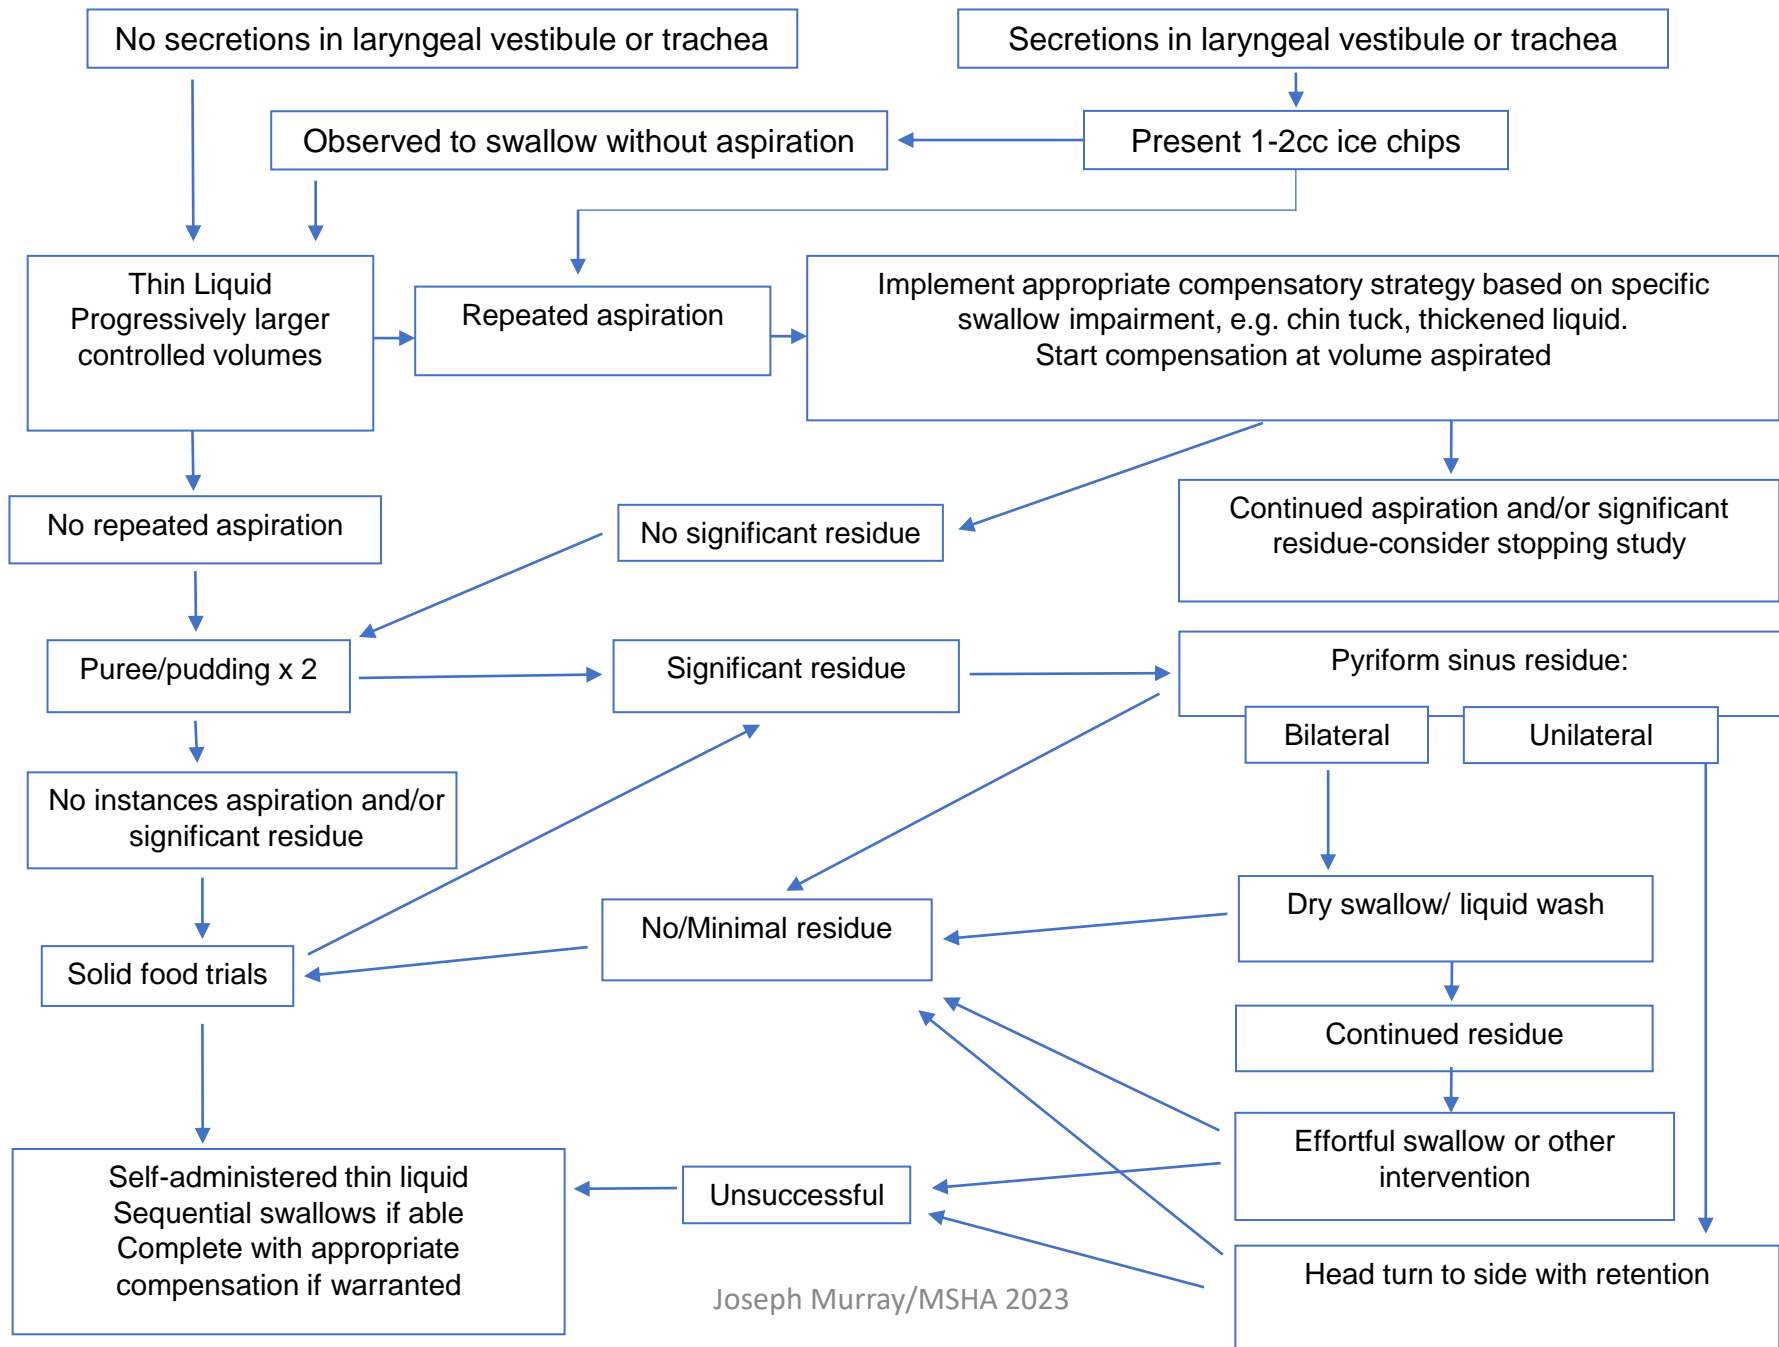 No secretions in laryngeal vestibule or trachea
Secretions in laryngeal vestibule or trachea
Observed to swallow without aspiration
Present 1-2cc ice chips
Thin Liquid
Progressively larger
controlled volumes
Repeated aspiration
Implement appropriate compensatory strategy based on specific
swallow impairment, e.g. chin tuck, thickened liquid.
Start compensation at volume aspirated
No repeated aspiration
No significant residue
Continued aspiration and/or significant
residue-consider stopping study
Puree/pudding x 2
Significant residue
Pyriform sinus residue:
Bilateral
Unilateral
No instances aspiration and/or
significant residue
Dry swallow/ liquid wash
No/Minimal residue
Solid food trials
Continued residue
Effortful swallow or other
intervention
Self-administered thin liquid
Sequential swallows if able
Complete with appropriate
compensation if warranted
Unsuccessful
Head turn to side with retention
Joseph Murray/MSHA 2023